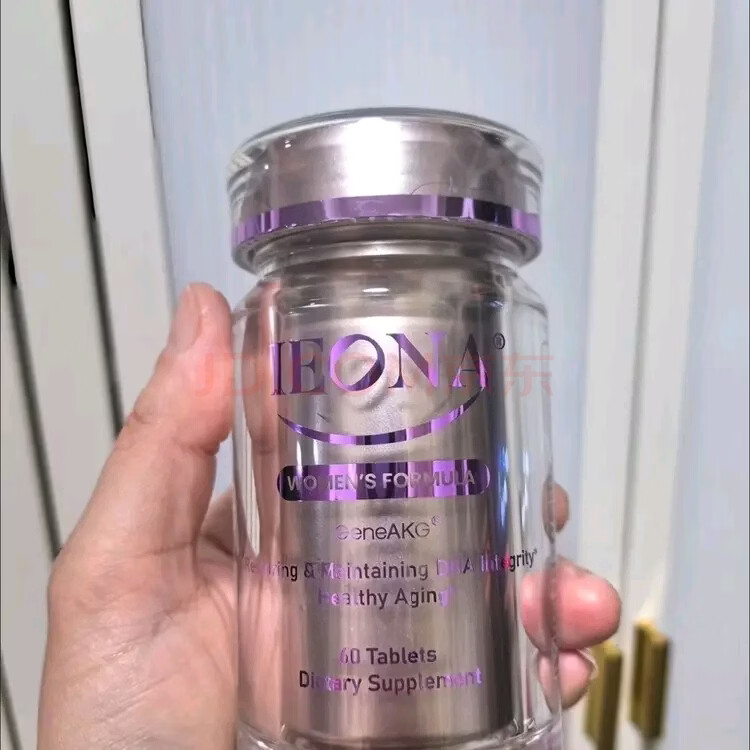 IEONA®
WOMEN'S FORMULA
GeneAKG®
& Maintaining DNA Integrity*
Healthy Aging*
60 Tablets
Dietary Supplement